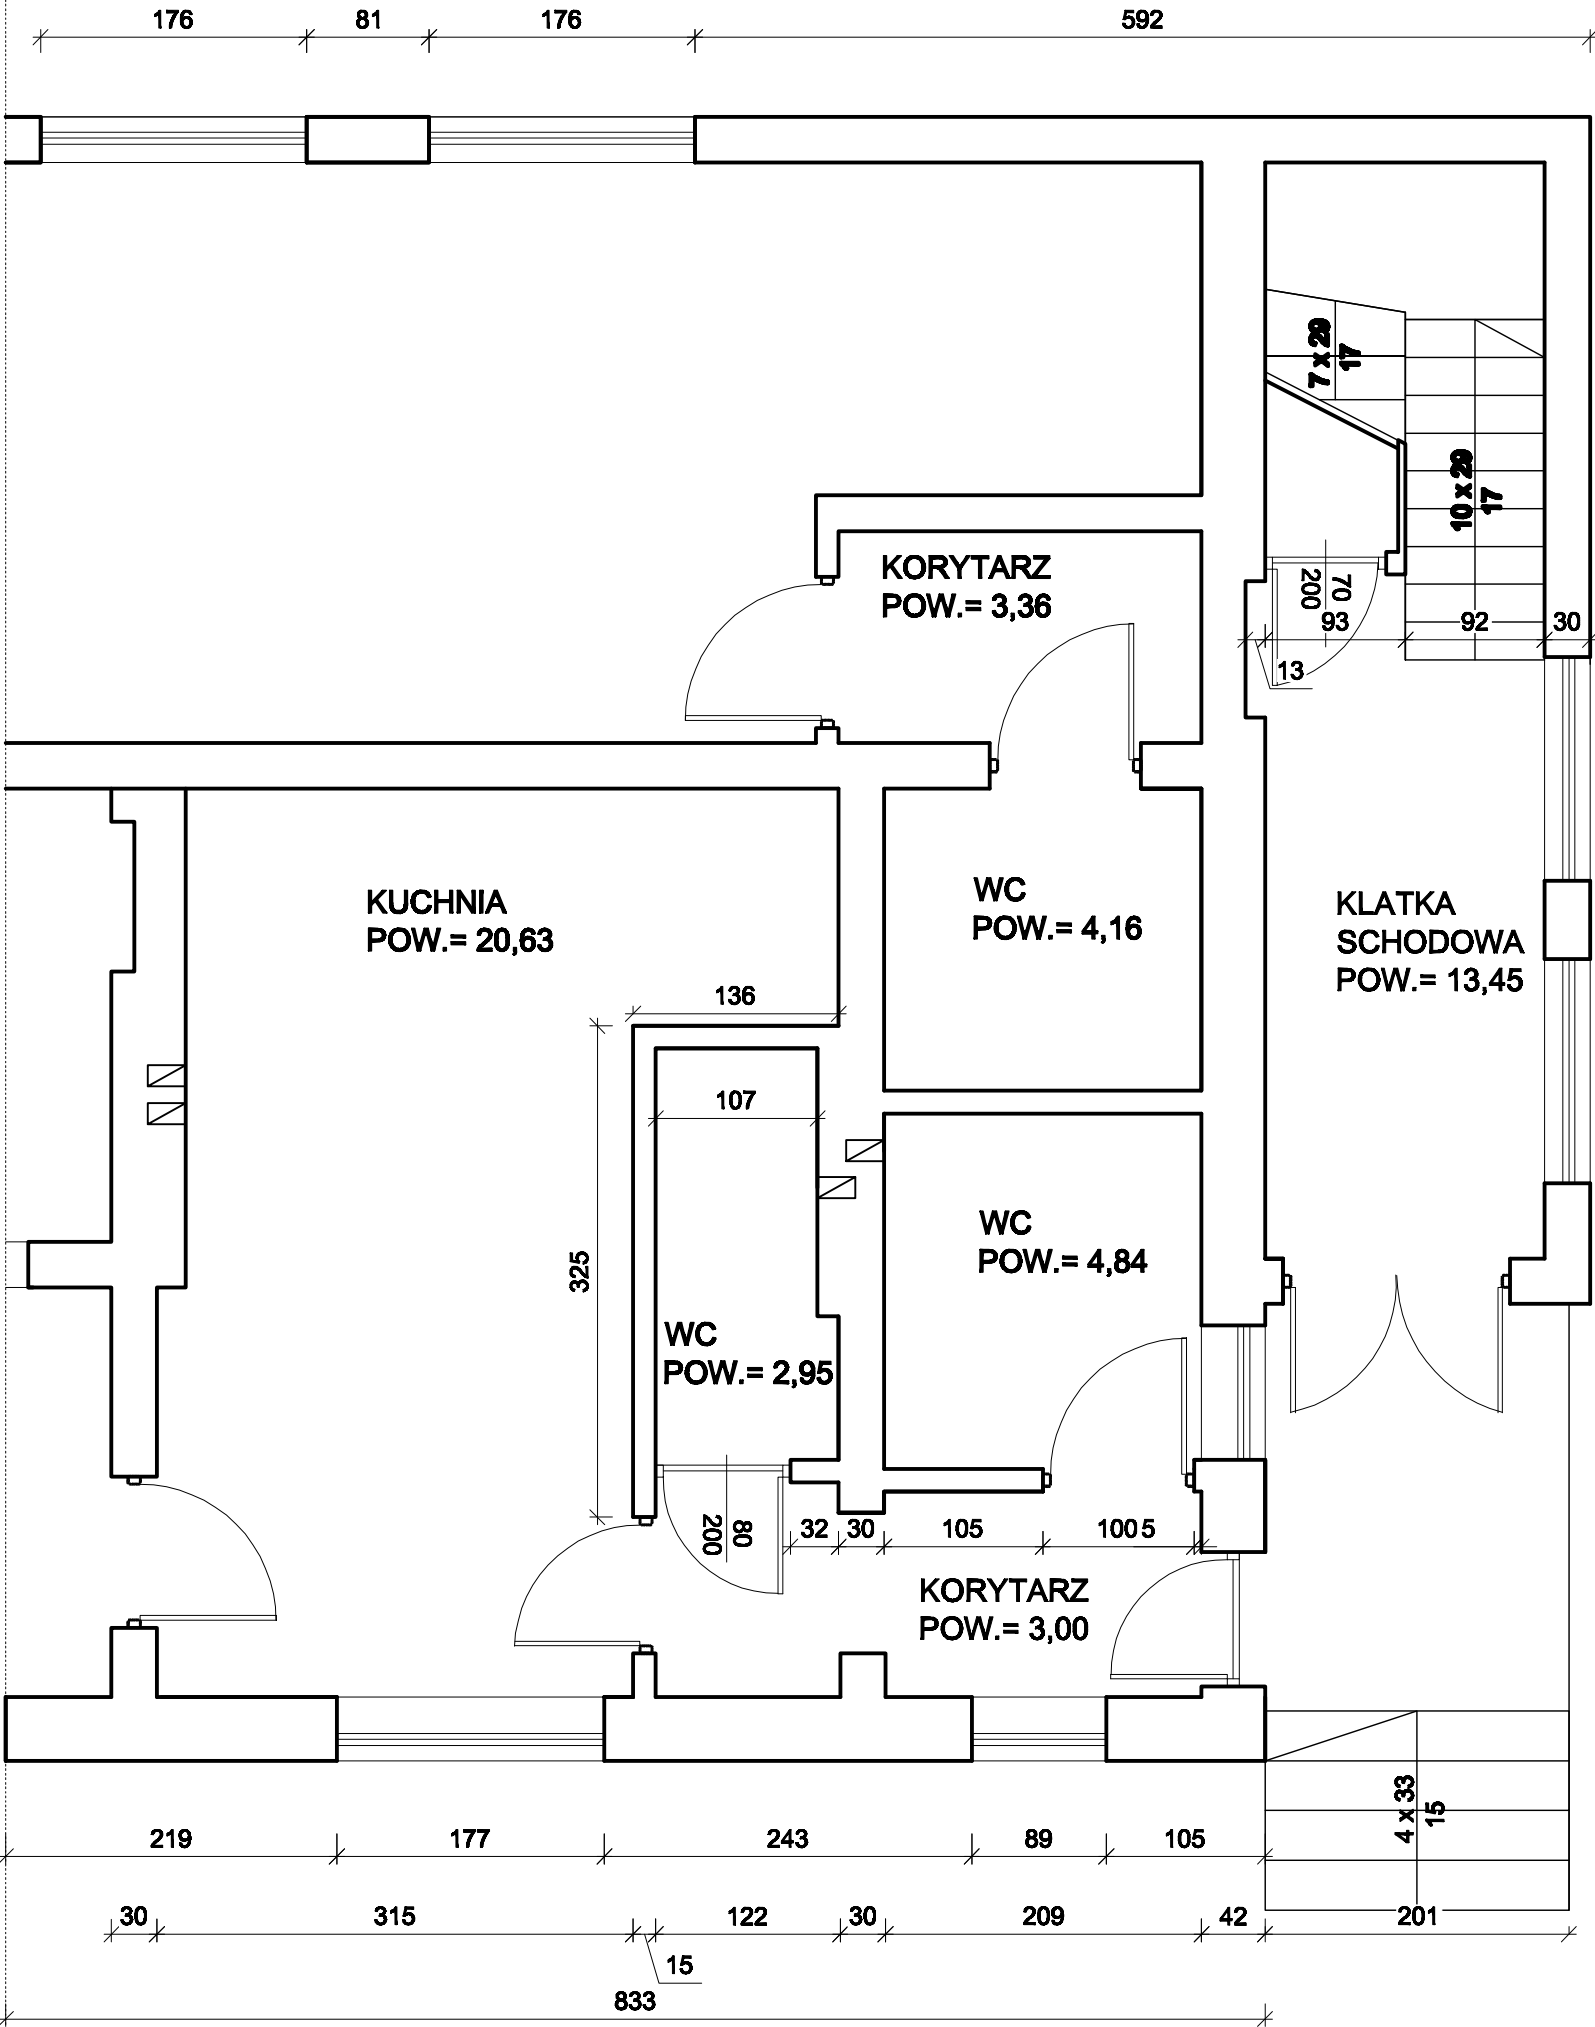 176
81
176
592
7 x 29
17
10 x 29
17
KORYTARZ
POW.= 3,36
70
200
93
92
30
13
KUCHNIA
POW.= 20,63
WC
POW.= 4,16
KLATKA
SCHODOWA
POW.= 13,45
136
107
325
WC
POW.= 4,84
WC
POW.= 2,95
80
200
32
30
105
100
5
KORYTARZ
POW.= 3,00
4 x 33
15
219
177
243
89
105
30
315
122
30
209
42
201
15
833